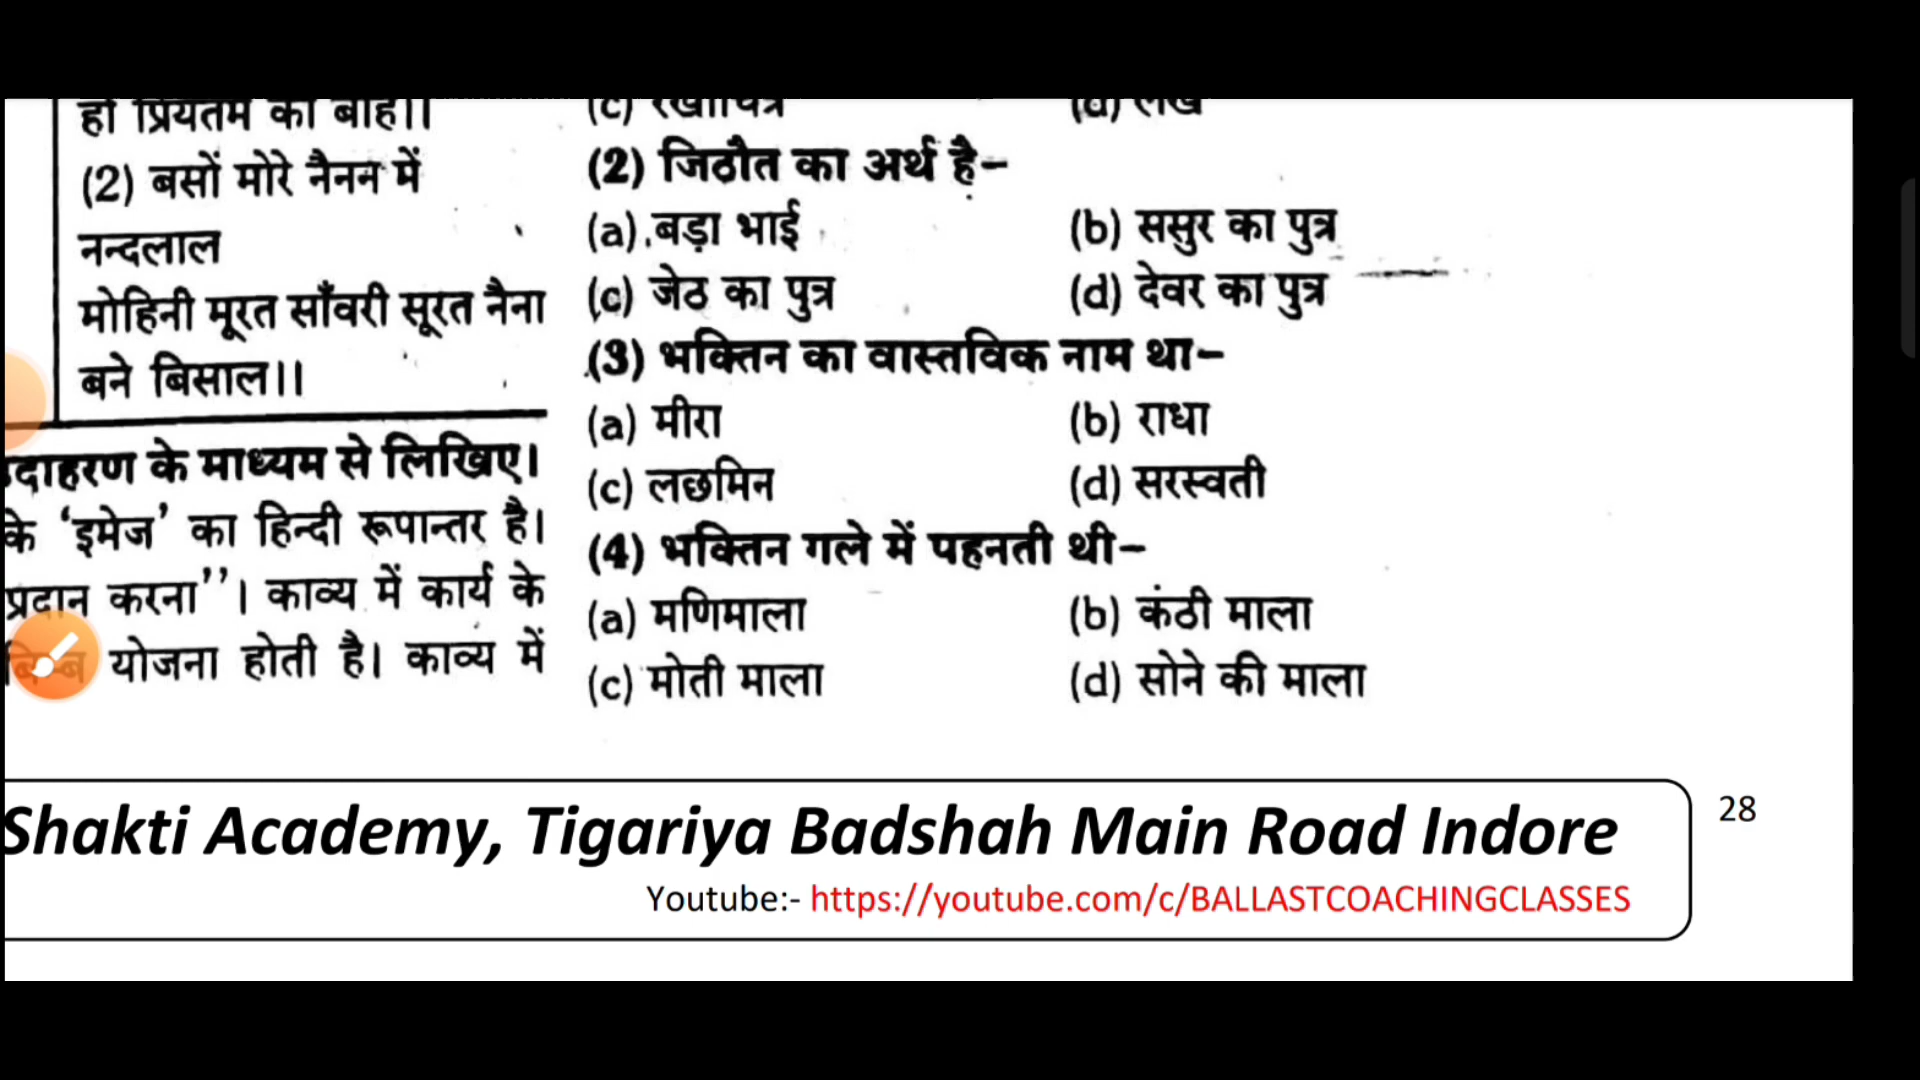 हो प्रियतम की बाँह।।
(2) बसों मोरे नैनन में
नन्दलाल
मोहिनी मूरत साँवरी सूरत नैना
बने बिसाल।।
उदाहरण के माध्यम से लिखिए।
के ‘इमेज’ का हिन्दी रूपान्तर है।
प्रदान करना’’। काव्य में कार्य के
बिम्ब योजना होती है। काव्य में
(c) रेखाचित्र (d) लेख
(2) जिठौत का अर्थ है–
(a) बड़ा भाई (b) ससुर का पुत्र
(c) जेठ का पुत्र (d) देवर का पुत्र
(3) भक्तिन का वास्तविक नाम था–
(a) मीरा (b) राधा
(c) लछमिन (d) सरस्वती
(4) भक्तिन गले में पहनती थी–
(a) मणिमाला (b) कंठी माला
(c) मोती माला (d) सोने की माला
Shakti Academy, Tigariya Badshah Main Road Indore
28
Youtube:- https://youtube.com/c/BALLASTCOACHINGCLASSES